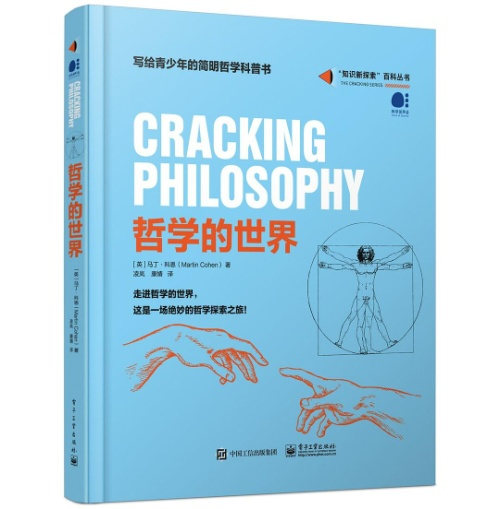 写给青少年的简明哲学科普书
“知识新探索”百科丛书
THE CRACKING SERIES
CRACKING
PHILOSOPHY
哲学的世界
[英]马丁·科恩（Martin Cohen）著
凌岚 康婧 译
走进哲学的世界，
这是一场绝妙的哲学探索之旅！
中国工信出版集团
电子工业出版社
CRACKING
PHILOSOPHY
哲学的世界
[英]马丁·科恩（Martin Cohen）著
电子工业出版社